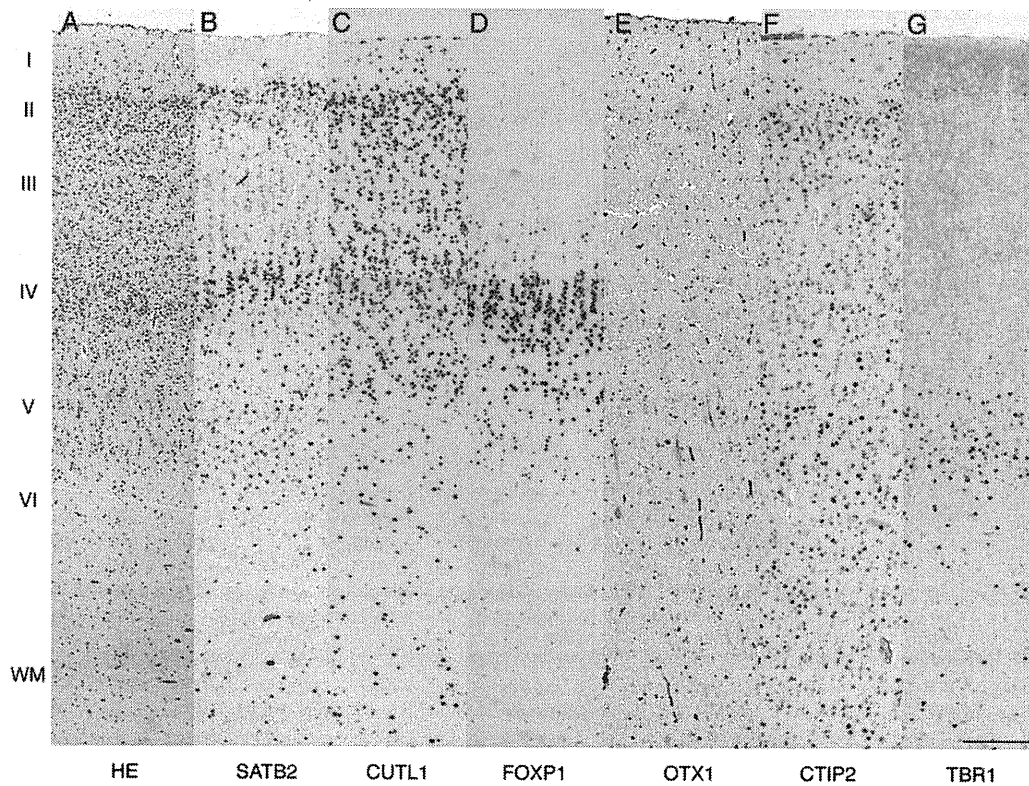 A B C D E F G
I
II
III
IV
V
VI
WM
HE SATB2 CUTL1 FOXP1 OTX1 CTIP2 TBR1